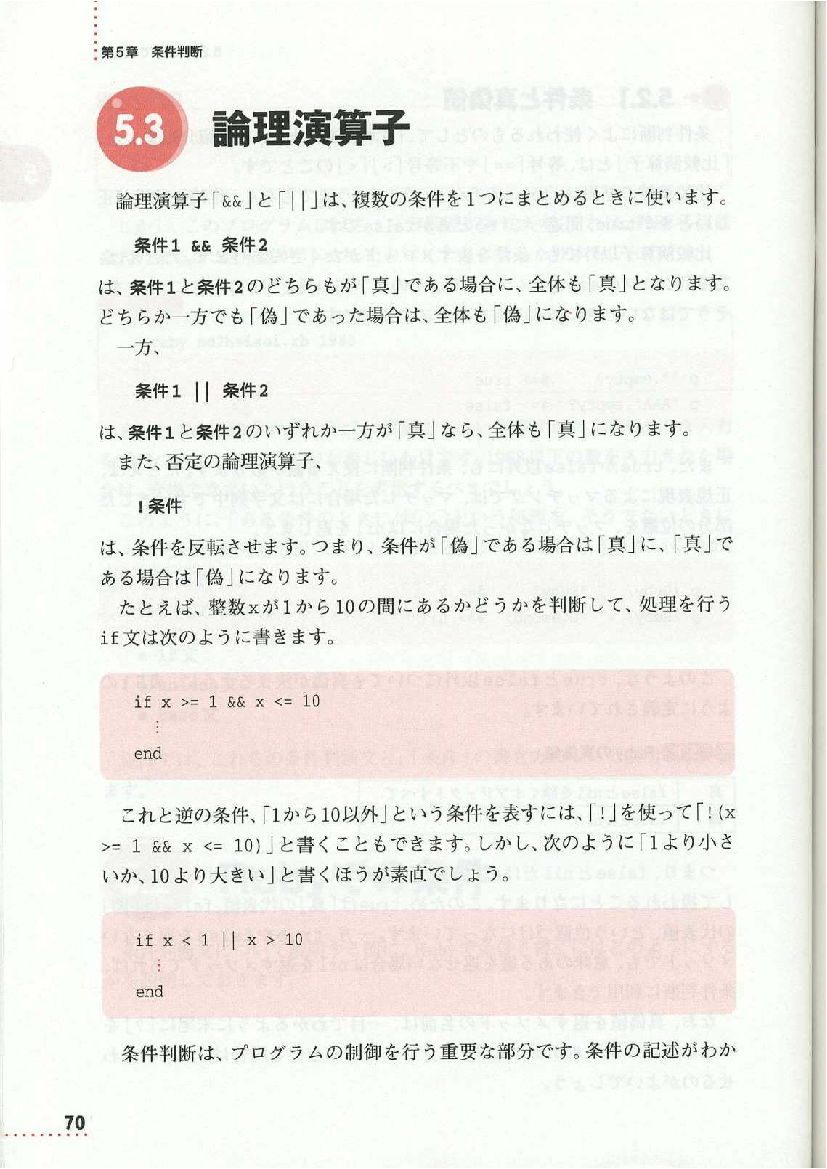 第5章 条件判断
5.3 論理演算子
論理演算子「&&」と「||」は、複数の条件を1つにまとめるときに使います。
条件1 && 条件2
は、条件1と条件2のどちらもが「真」である場合に、全体も「真」となります。
どちらか一方でも「偽」であった場合は、全体も「偽」になります。
一方、
条件1 || 条件2
は、条件1と条件2のいずれか一方が「真」なら、全体も「真」になります。
また、否定の論理演算子、
!条件
は、条件を反転させます。つまり、条件が「偽」である場合は「真」に、「真」で
ある場合は「偽」になります。
たとえば、整数xが1から10の間にあるかどうかを判断して、処理を行う
if文は次のように書きます。
if x >= 1 && x <= 10
⋮
end
これと逆の条件、「1から10以外」という条件を表すには、「!」を使って「!(x
>= 1 && x <= 10)」と書くこともできます。しかし、次のように「1より小さ
いか、10より大きい」と書くほうが素直でしょう。
if x < 1 || x > 10
⋮
end
条件判断は、プログラムの制御を行う重要な部分です。条件の記述がわか
70